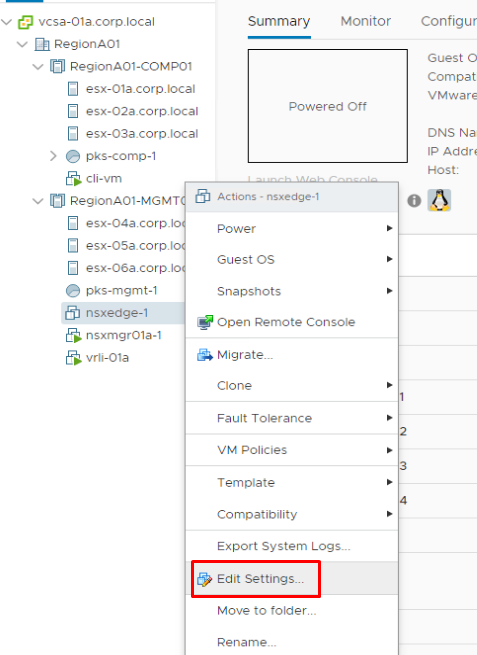 vcsa-01a.corp.local
RegionA01
RegionA01-COMP01
esx-01a.corp.local
esx-02a.corp.local
esx-03a.corp.local
pks-comp-1
cli-vm
RegionA01-MGMT0
esx-04a.corp.loc
esx-05a.corp.loc
esx-06a.corp.loc
pks-mgmt-1
nsxedge-1
nsxmgr01a-1
vrli-01a
Summary Monitor Configur
Powered Off
Launch Web Console
Guest O
Compat
VMware
DNS Na
IP Addre
Host:
Actions - nsxedge-1
Power
Guest OS
Snapshots
Open Remote Console
Migrate...
Clone
Fault Tolerance
VM Policies
Template
Compatibility
Export System Logs...
Edit Settings...
Move to folder...
Rename...
1
2
3
4